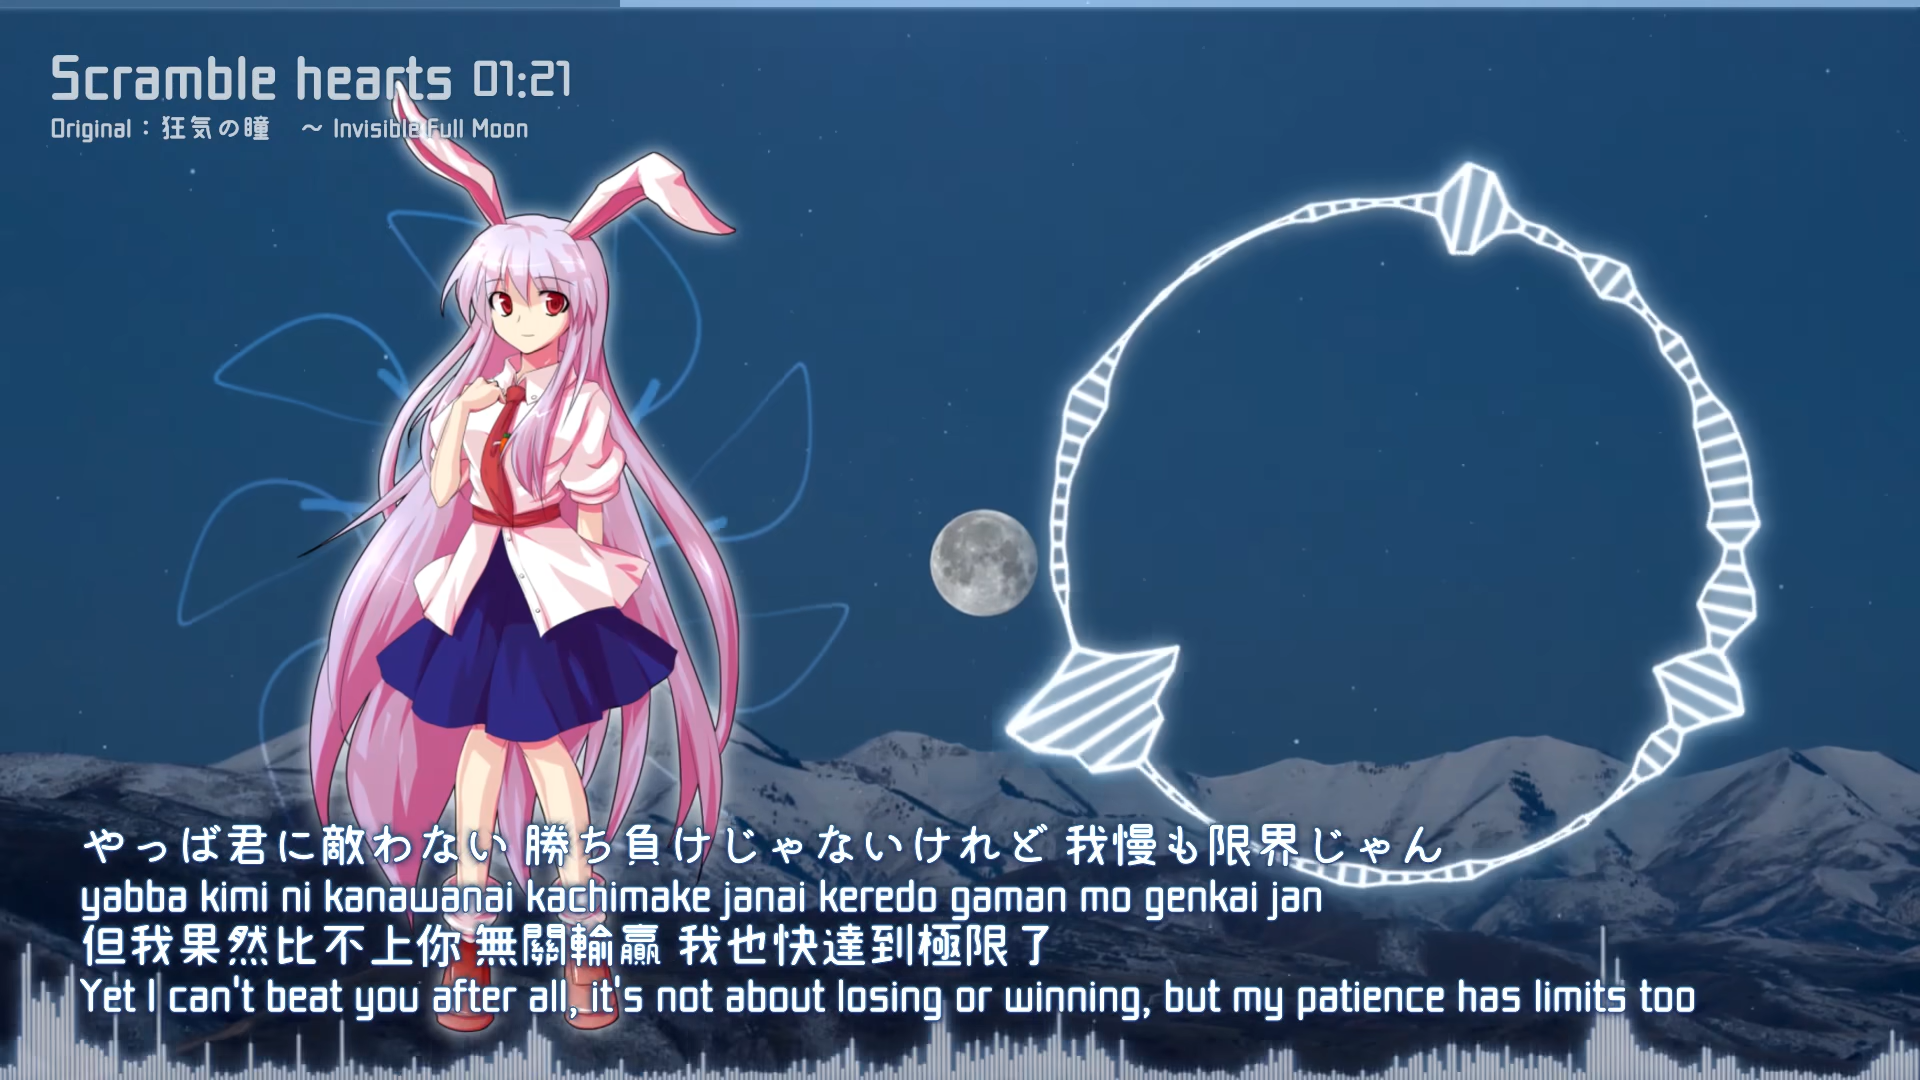 Scramble hearts 01:21
Original：狂気の瞳　～ Invisible Full Moon
やっぱ君に敵わない 勝ち負けじゃないけれど 我慢も限界じゃん
yabba kimi ni kanawanai kachimake janai keredo gaman mo genkai jan
但我果然比不上你 無關輸贏 我也快達到極限了
Yet I can't beat you after all, it's not about losing or winning, but my patience has limits too